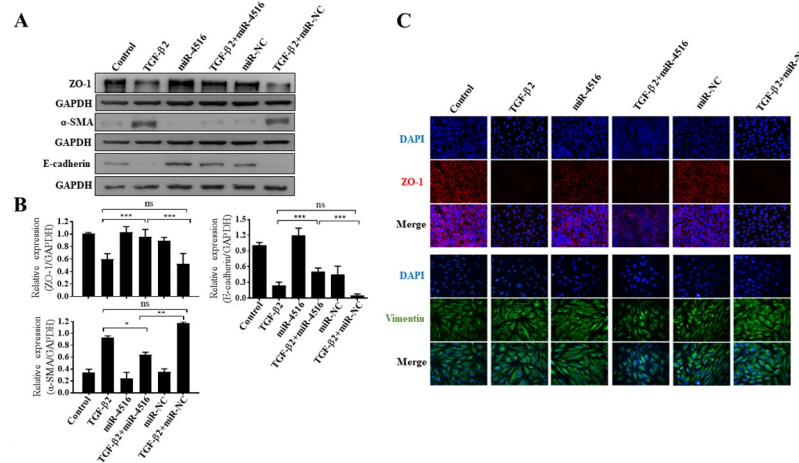 A
Control
TGF-β2
miR-4516
TGF-β2+miR-4516
miR-NC
TGF-β2+miR-NC
ZO-1
GAPDH
α-SMA
GAPDH
E-cadherin
GAPDH
B
ns
***
***
Relative expression
(ZO-1/GAPDH)
1.2
1.0
0.8
0.6
0.4
0.2
0.0
ns
***
***
Relative expression
(E-cadherin/GAPDH)
1.5
1.2
0.9
0.6
0.3
0.0
Control
TGF-β2
miR-4516
TGF-β2+miR-4516
miR-NC
TGF-β2+miR-NC
ns
*
**
Relative expression
(α-SMA/GAPDH)
1.2
1.0
0.8
0.6
0.4
0.2
0.0
Control
TGF-β2
miR-4516
TGF-β2+miR-4516
miR-NC
TGF-β2+miR-NC
C
Control
TGF-β2
miR-4516
TGF-β2+miR-4516
miR-NC
TGF-β2+miR-N
DAPI
ZO-1
Merge
DAPI
Vimentin
Merge